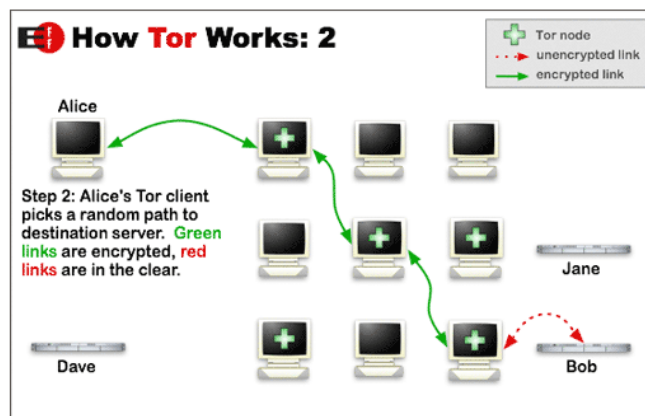 EFF How Tor Works: 2
Tor node
unencrypted link
encrypted link
Alice
Step 2: Alice's Tor client
picks a random path to
destination server. Green
links are encrypted, red
links are in the clear.
Jane
Dave
Bob